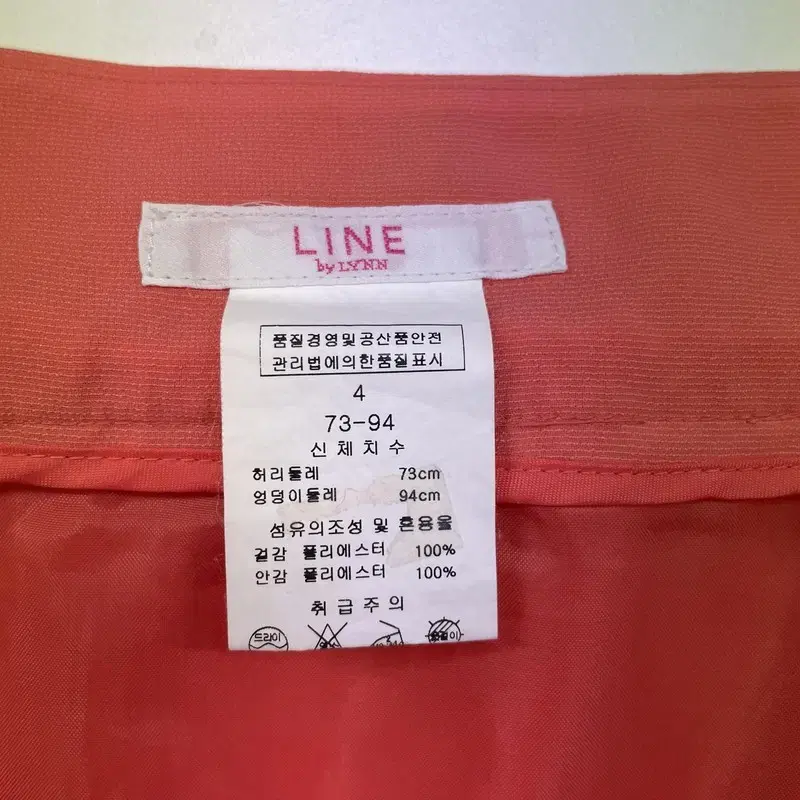 LINE
by LYNN
품질경영및공산품안전
관리법에의한품질표시
4
73-94
신체치수
허리둘레 73cm
엉덩이둘레 94cm
섬유의조성 및 혼용율
겉감 폴리에스터 100%
안감 폴리에스터 100%
취급주의
드라이